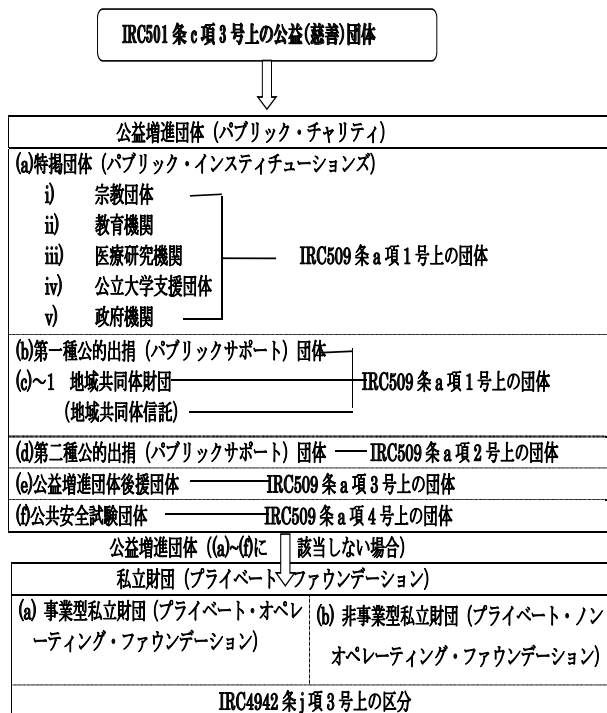 IRC501条c項3号上の公益(慈善)団体
公益増進団体（パブリック・チャリティ）
(a)特掲団体（パブリック・インスティチューションズ）
i) 宗教団体
ii) 教育機関
iii) 医療研究機関 IRC509条a項1号上の団体
iv) 公立大学支援団体
v) 政府機関
(b)第一種公的出捐（パブリックサポート）団体
(c)～1 地域共同体財団 IRC509条a項1号上の団体
(地域共同体信託)
(d)第二種公的出捐（パブリックサポート）団体 IRC509条a項2号上の団体
(e)公益増進団体後援団体 IRC509条a項3号上の団体
(f)公共安全試験団体 IRC509条a項4号上の団体
公益増進団体（(a)~(f)に 該当しない場合）
私立財団（プライベート・ファウンデーション）
(a) 事業型私立財団（プライベート・オペレ
ーティング・ファウンデーション）
(b) 非事業型私立財団（プライベート・ノン
オペレーティング・ファウンデーション）
IRC4942条j項3号上の区分